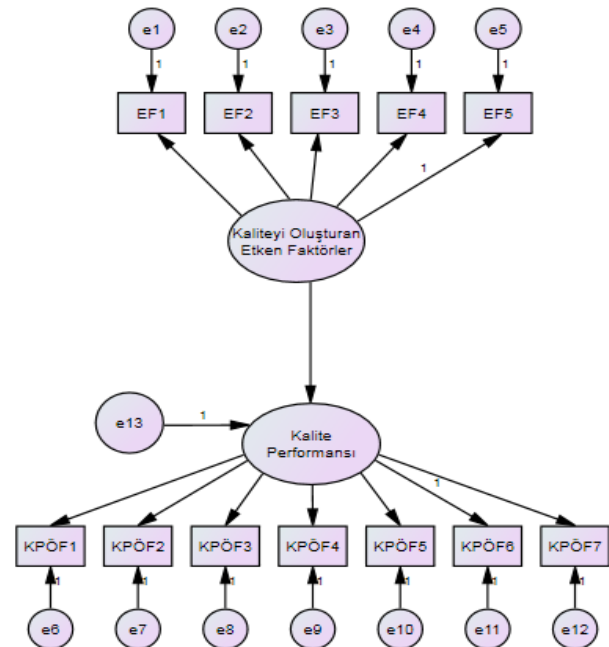 e1 e2 e3 e4 e5
1 1 1 1 1
EF1 EF2 EF3 EF4 EF5
1
Kaliteyi Oluşturan
Etken Faktörler
e13
1
Kalite
Performansı
1
KPÖF1 KPÖF2 KPÖF3 KPÖF4 KPÖF5 KPÖF6 KPÖF7
1 1 1 1 1 1 1
e6 e7 e8 e9 e10 e11 e12